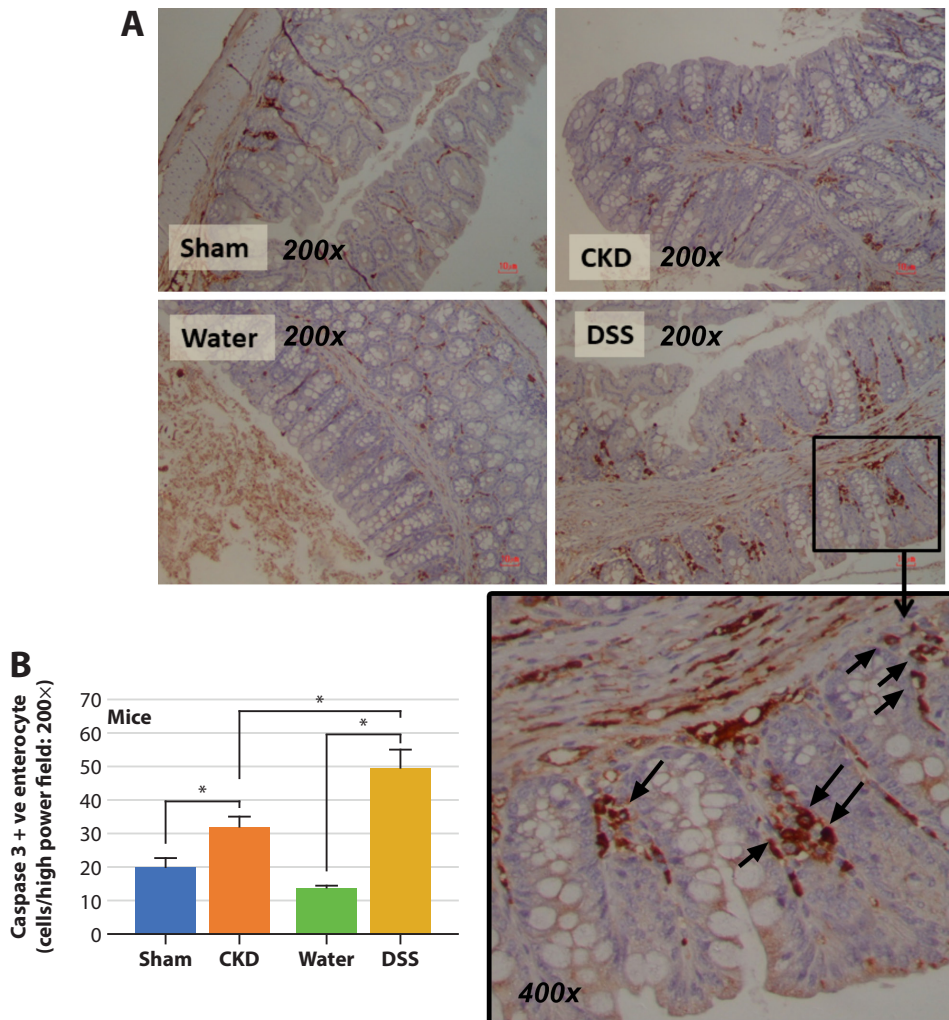 A
Sham 200x
10µm
CKD 200x
Water 200x
DSS 200x
B
Caspase 3 + ve enterocyte
(cells/high power field: 200×)
70
60
50
40
30
20
10
0
Mice
*
*
*
Sham CKD Water DSS
400x